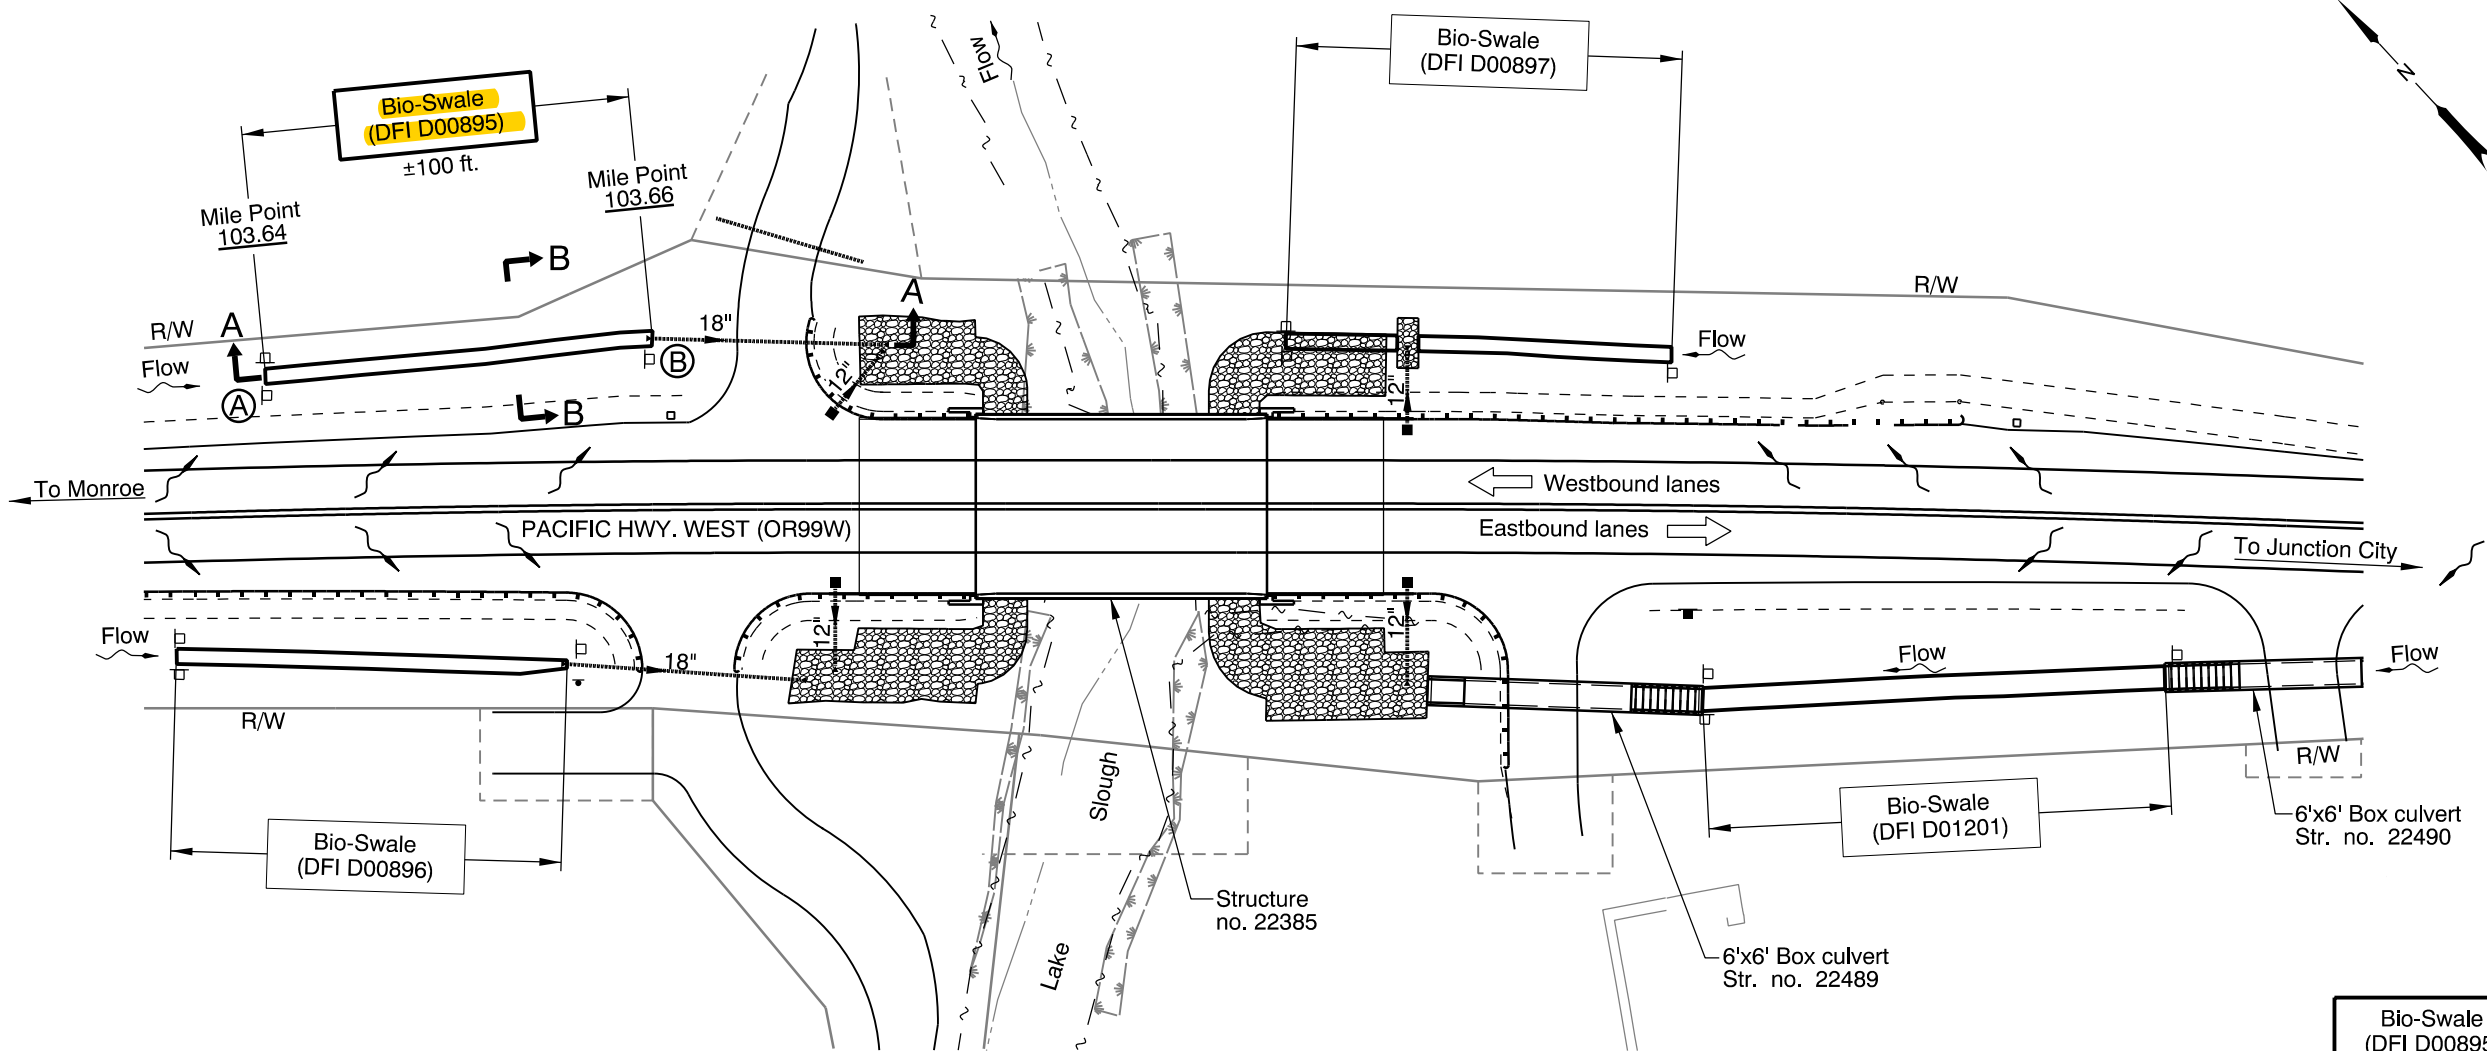 Bio-Swale
(DFI D00895)
±100 ft.
Mile Point
103.64
Mile Point
103.66
Flow
Bio-Swale
(DFI D00897)
N
B
B
A
A
R/W
R/W
Flow
A
B
18"
12"
12"
Flow
To Monroe
Westbound lanes
PACIFIC HWY. WEST (OR99W)
Eastbound lanes
To Junction City
Flow
18"
12"
12"
Flow
Flow
R/W
R/W
Bio-Swale
(DFI D00896)
Slough
Lake
Structure
no. 22385
Bio-Swale
(DFI D01201)
6'x6' Box culvert
Str. no. 22490
6'x6' Box culvert
Str. no. 22489
Bio-Swale
(DFI D00895